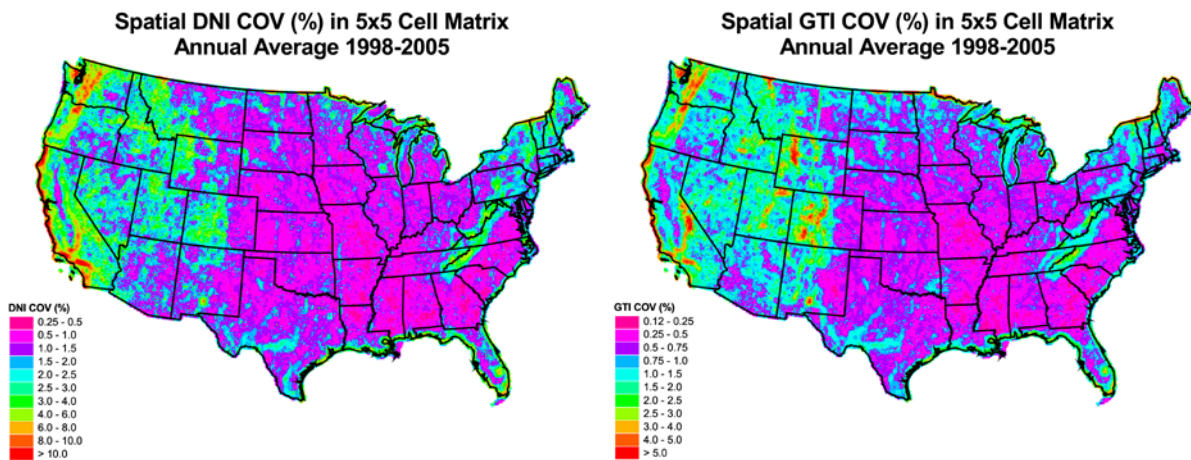 Spatial DNI COV (%) in 5x5 Cell Matrix
Annual Average 1998-2005
DNI COV (%)
0.25 - 0.5
0.5 - 1.0
1.0 - 1.5
1.5 - 2.0
2.0 - 2.5
2.5 - 3.0
3.0 - 4.0
4.0 - 6.0
6.0 - 8.0
8.0 - 10.0
> 10.0
Spatial GTI COV (%) in 5x5 Cell Matrix
Annual Average 1998-2005
GTI COV (%)
0.12 - 0.25
0.25 - 0.5
0.5 - 0.75
0.75 - 1.0
1.0 - 1.5
1.5 - 2.0
2.0 - 2.5
2.5 - 3.0
3.0 - 4.0
4.0 - 5.0
> 5.0